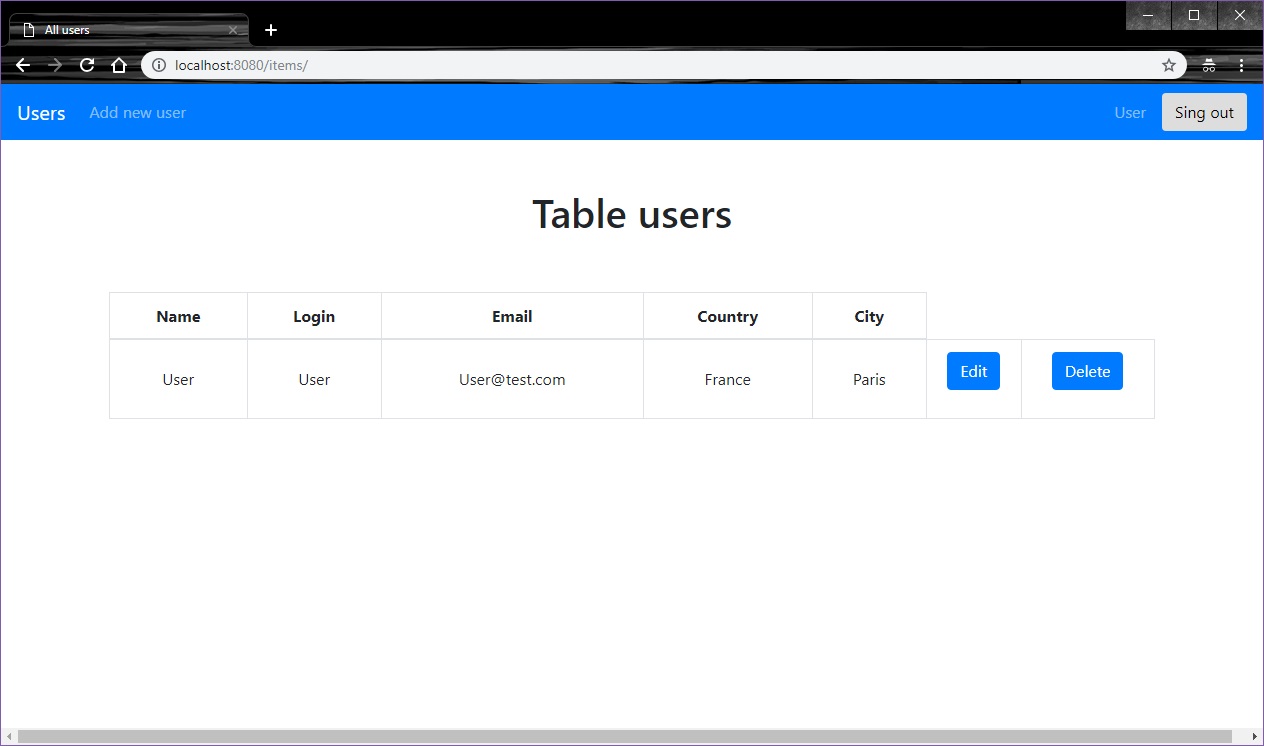 All users
localhost:8080/items/
Users Add new user User Sing out
Table users
Name Login Email Country City
User User User@test.com France Paris Edit Delete